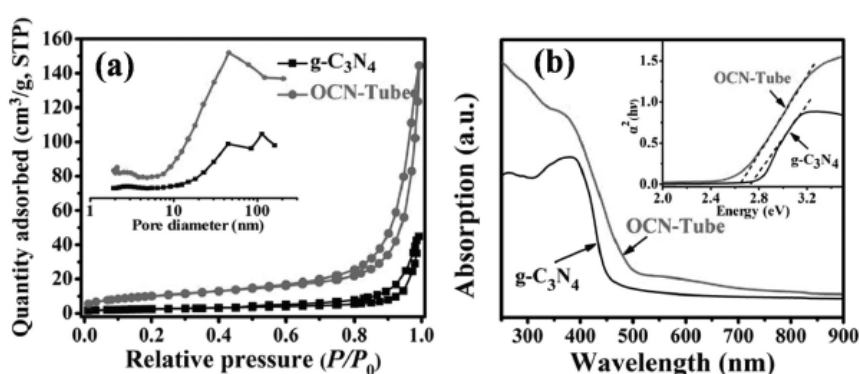 (a)
g-C₃N₄
OCN-Tube
Quantity adsorbed (cm³/g, STP)
160
140
120
100
80
60
40
20
0
1 10 100
Pore diameter (nm)
0.0 0.2 0.4 0.6 0.8 1.0
Relative pressure (P/P₀)
(b)
Absorption (a.u.)
g-C₃N₄
OCN-Tube
300 400 500 600 700 800 900
Wavelength (nm)
α² (hν)
1.5
1.0
0.5
0.0
OCN-Tube
g-C₃N₄
2.0 2.4 2.8 3.2
Energy (eV)